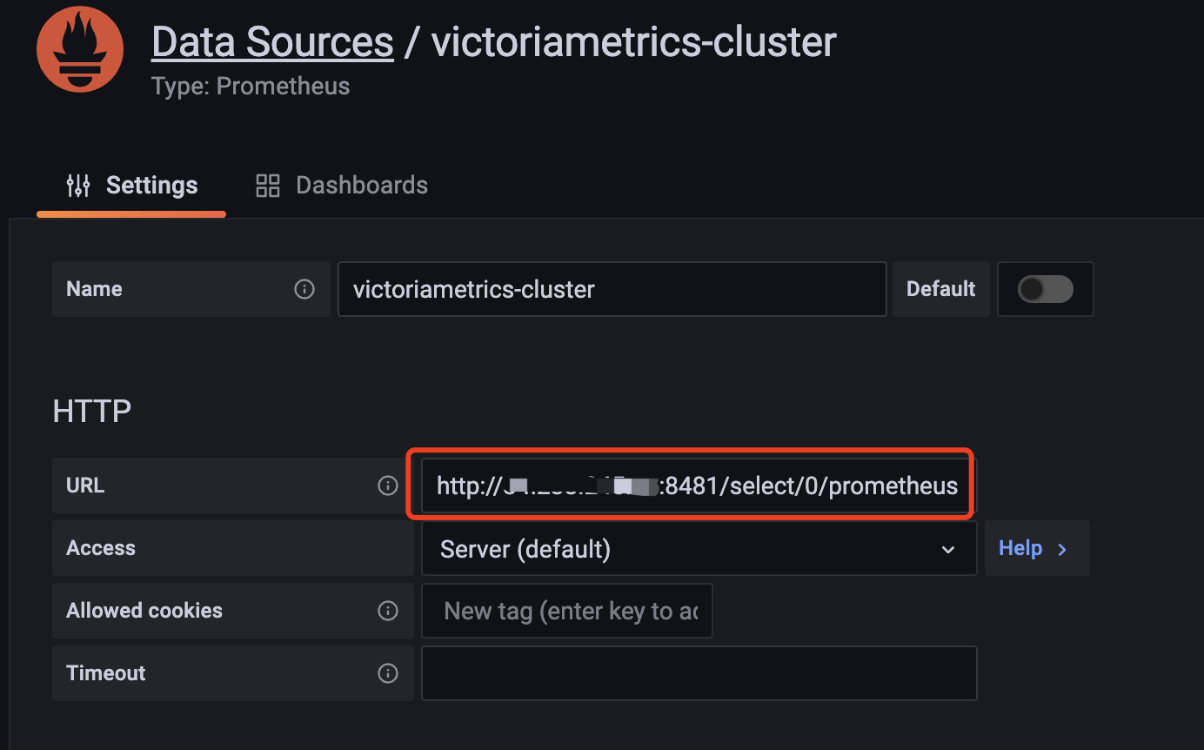 Data Sources / victoriametrics-cluster
Type: Prometheus
Settings
Dashboards
Name
victoriametrics-cluster
Default
HTTP
URL
http:// :8481/select/0/prometheus
Access
Server (default)
Help
Allowed cookies
New tag (enter key to ac
Timeout